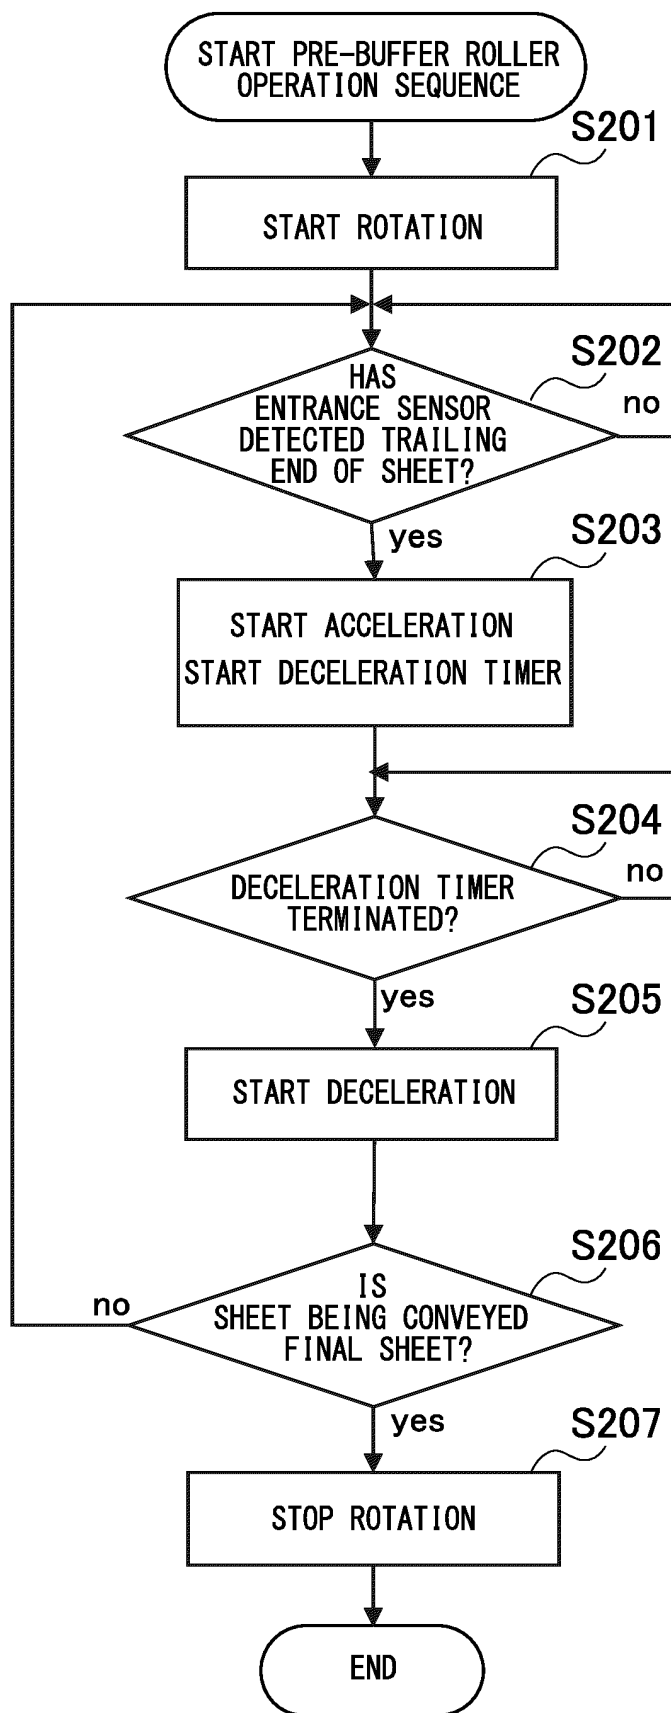 START PRE-BUFFER ROLLER
OPERATION SEQUENCE
S201
START ROTATION
S202
HAS
ENTRANCE SENSOR
DETECTED TRAILING
END OF SHEET?
no
yes
S203
START ACCELERATION
START DECELERATION TIMER
S204
DECELERATION TIMER
TERMINATED?
no
yes
S205
START DECELERATION
S206
IS
SHEET BEING CONVEYED
FINAL SHEET?
no
yes
S207
STOP ROTATION
END